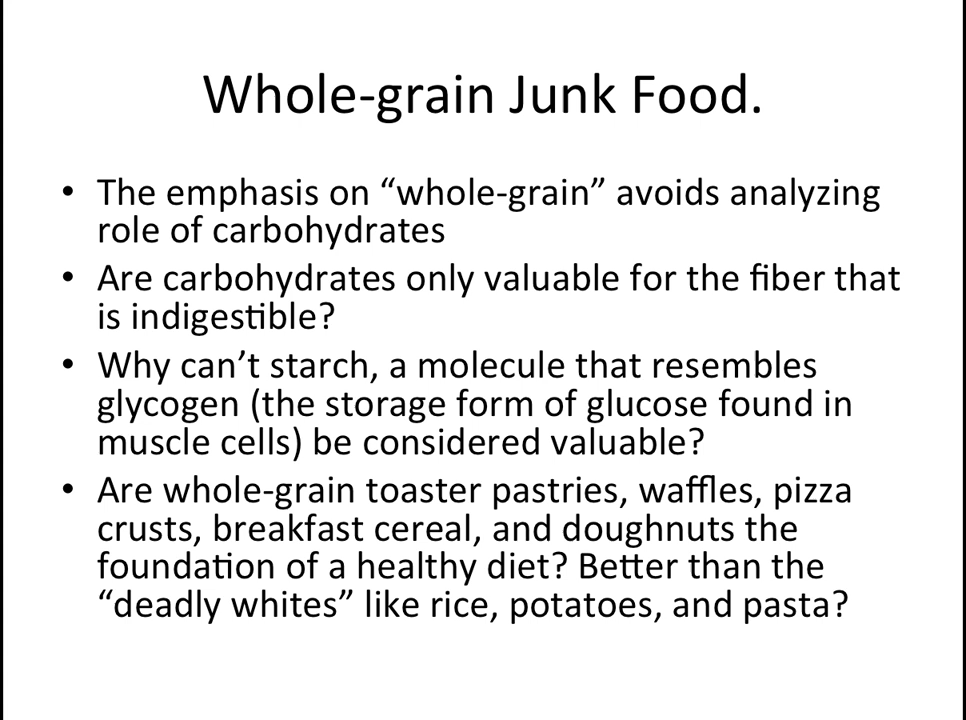 Whole-grain Junk Food.
• The emphasis on “whole-grain” avoids analyzing
role of carbohydrates
• Are carbohydrates only valuable for the fiber that
is indigestible?
• Why can’t starch, a molecule that resembles
glycogen (the storage form of glucose found in
muscle cells) be considered valuable?
• Are whole-grain toaster pastries, waffles, pizza
crusts, breakfast cereal, and doughnuts the
foundation of a healthy diet? Better than the
“deadly whites” like rice, potatoes, and pasta?